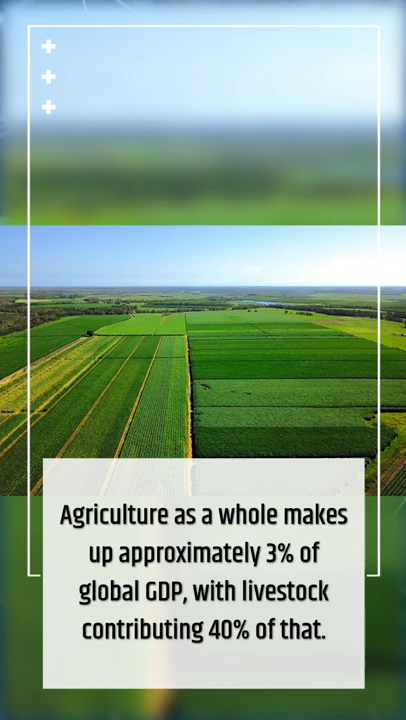 Agriculture as a whole makes
up approximately 3% of
global GDP, with livestock
contributing 40% of that.